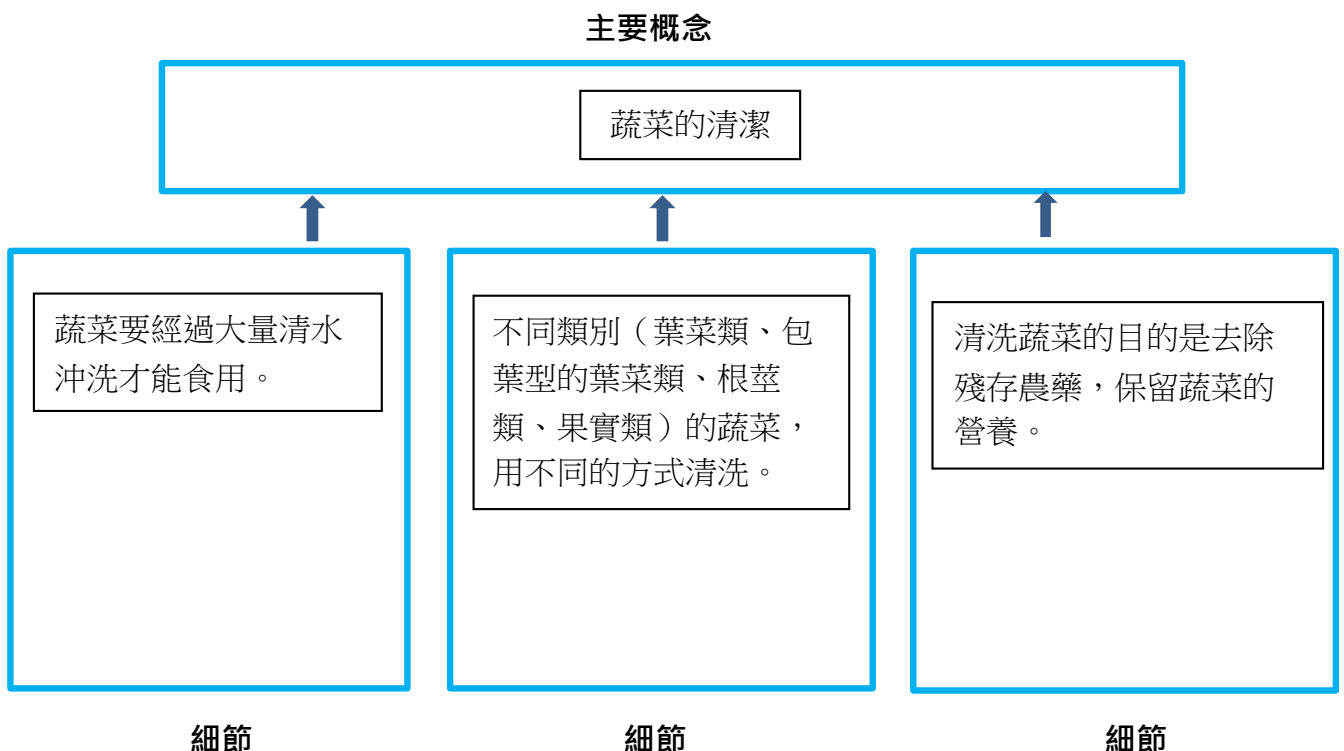 主要概念
蔬菜的清潔
蔬菜要經過大量清水
沖洗才能食用。
不同類別（葉菜類、包
葉型的葉菜類、根莖
類、果實類）的蔬菜，
用不同的方式清洗。
清洗蔬菜的目的是去除
殘存農藥，保留蔬菜的
營養。
細節
細節
細節